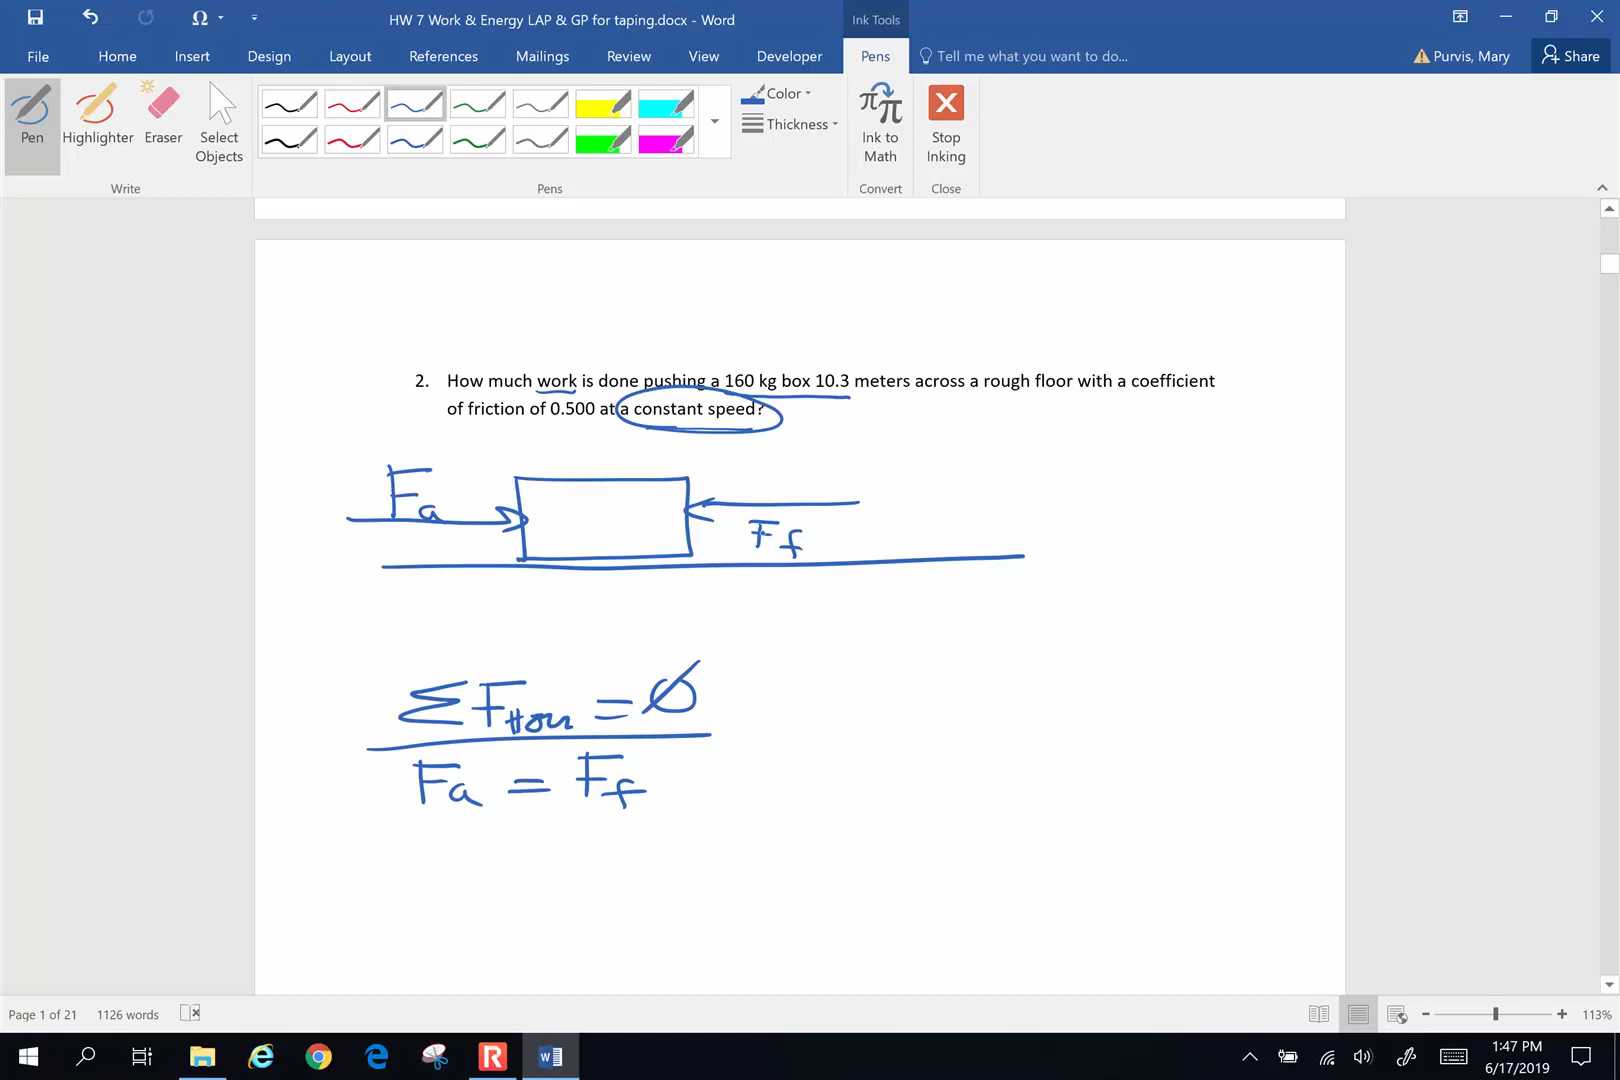 HW 7 Work & Energy LAP & GP for taping.docx - Word
Ink Tools
File
Home
Insert
Design
Layout
References
Mailings
Review
View
Developer
Pens
Tell me what you want to do...
Purvis, Mary
Share
Pen
Highlighter
Eraser
Select
Objects
Color
Thickness
Ink to
Math
Stop
Inking
Write
Pens
Convert
Close
2. How much work is done pushing a 160 kg box 10.3 meters across a rough floor with a coefficient
of friction of 0.500 at a constant speed?
Fa
Ff
ΣF Hor = ∅
Fa = Ff
Page 1 of 21
1126 words
113%
1:47 PM
6/17/2019